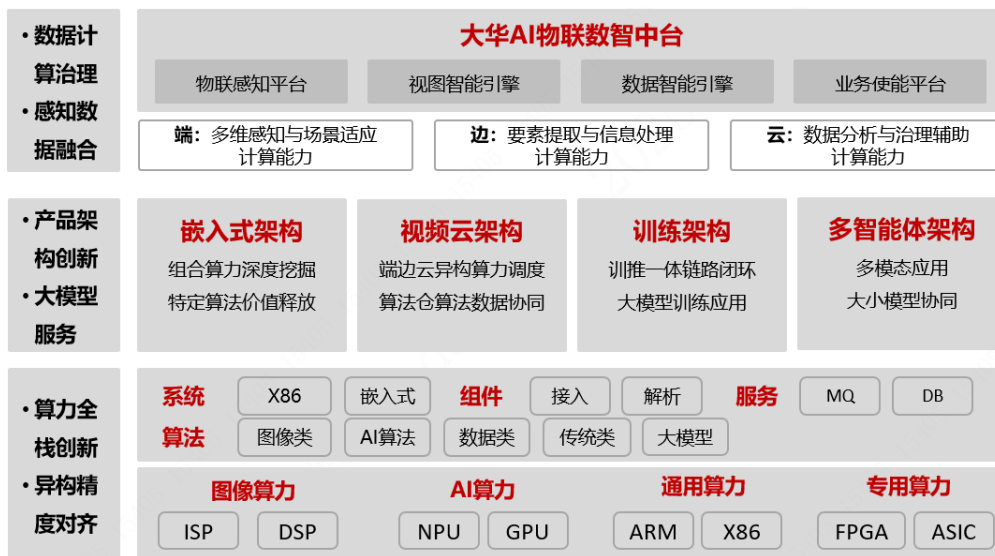 • 数据计
算治理
• 感知数
据融合
大华AI物联数智中台
物联感知平台 视图智能引擎 数据智能引擎 业务使能平台
端：多维感知与场景适应
计算能力
边：要素提取与信息处理
计算能力
云：数据分析与治理辅助
计算能力
• 产品架
构创新
• 大模型
服务
嵌入式架构
组合算力深度挖掘
特定算法价值释放
视频云架构
端边云异构算力调度
算法仓算法数据协同
训练架构
训推一体链路闭环
大模型训练应用
多智能体架构
多模态应用
大小模型协同
• 算力全
栈创新
• 异构精
度对齐
系统 X86 嵌入式 组件 接入 解析 服务 MQ DB
算法 图像类 AI算法 数据类 传统类 大模型
图像算力 AI算力 通用算力 专用算力
ISP DSP NPU GPU ARM X86 FPGA ASIC